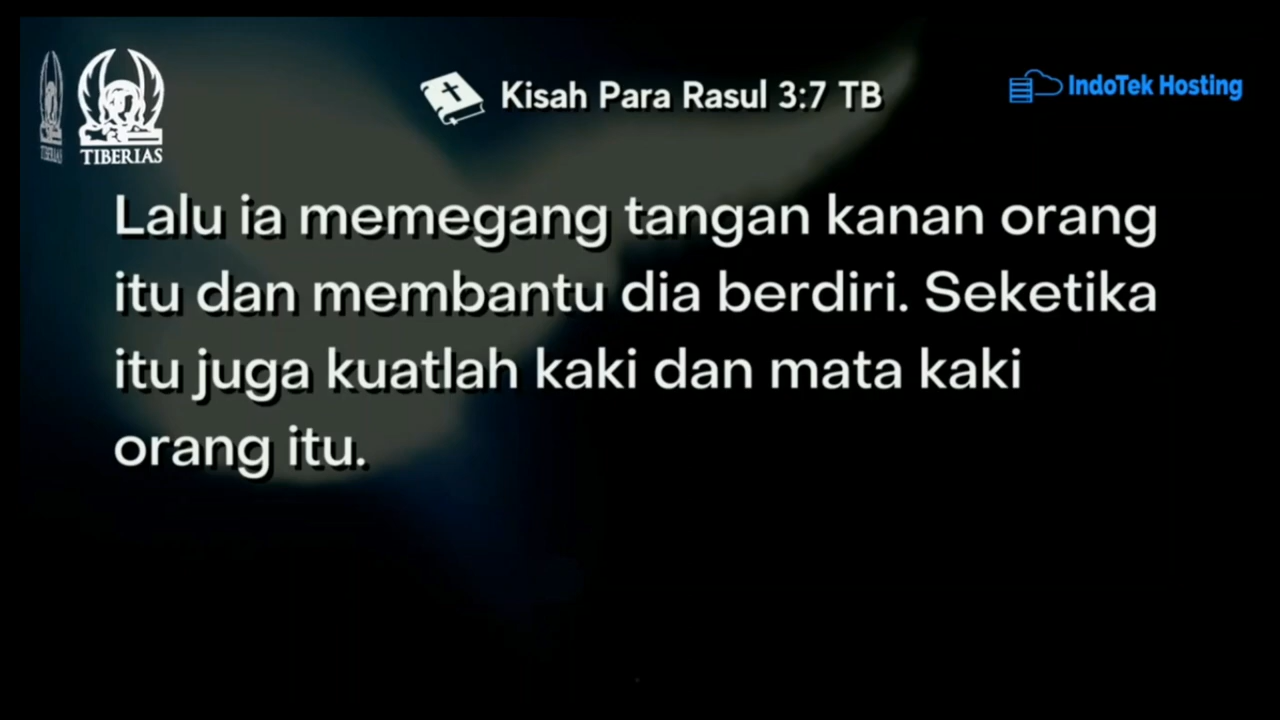 TIBERIAS
TIBERIAS
Kisah Para Rasul 3:7 TB
IndoTek Hosting
Lalu ia memegang tangan kanan orang
itu dan membantu dia berdiri. Seketika
itu juga kuatlah kaki dan mata kaki
orang itu.